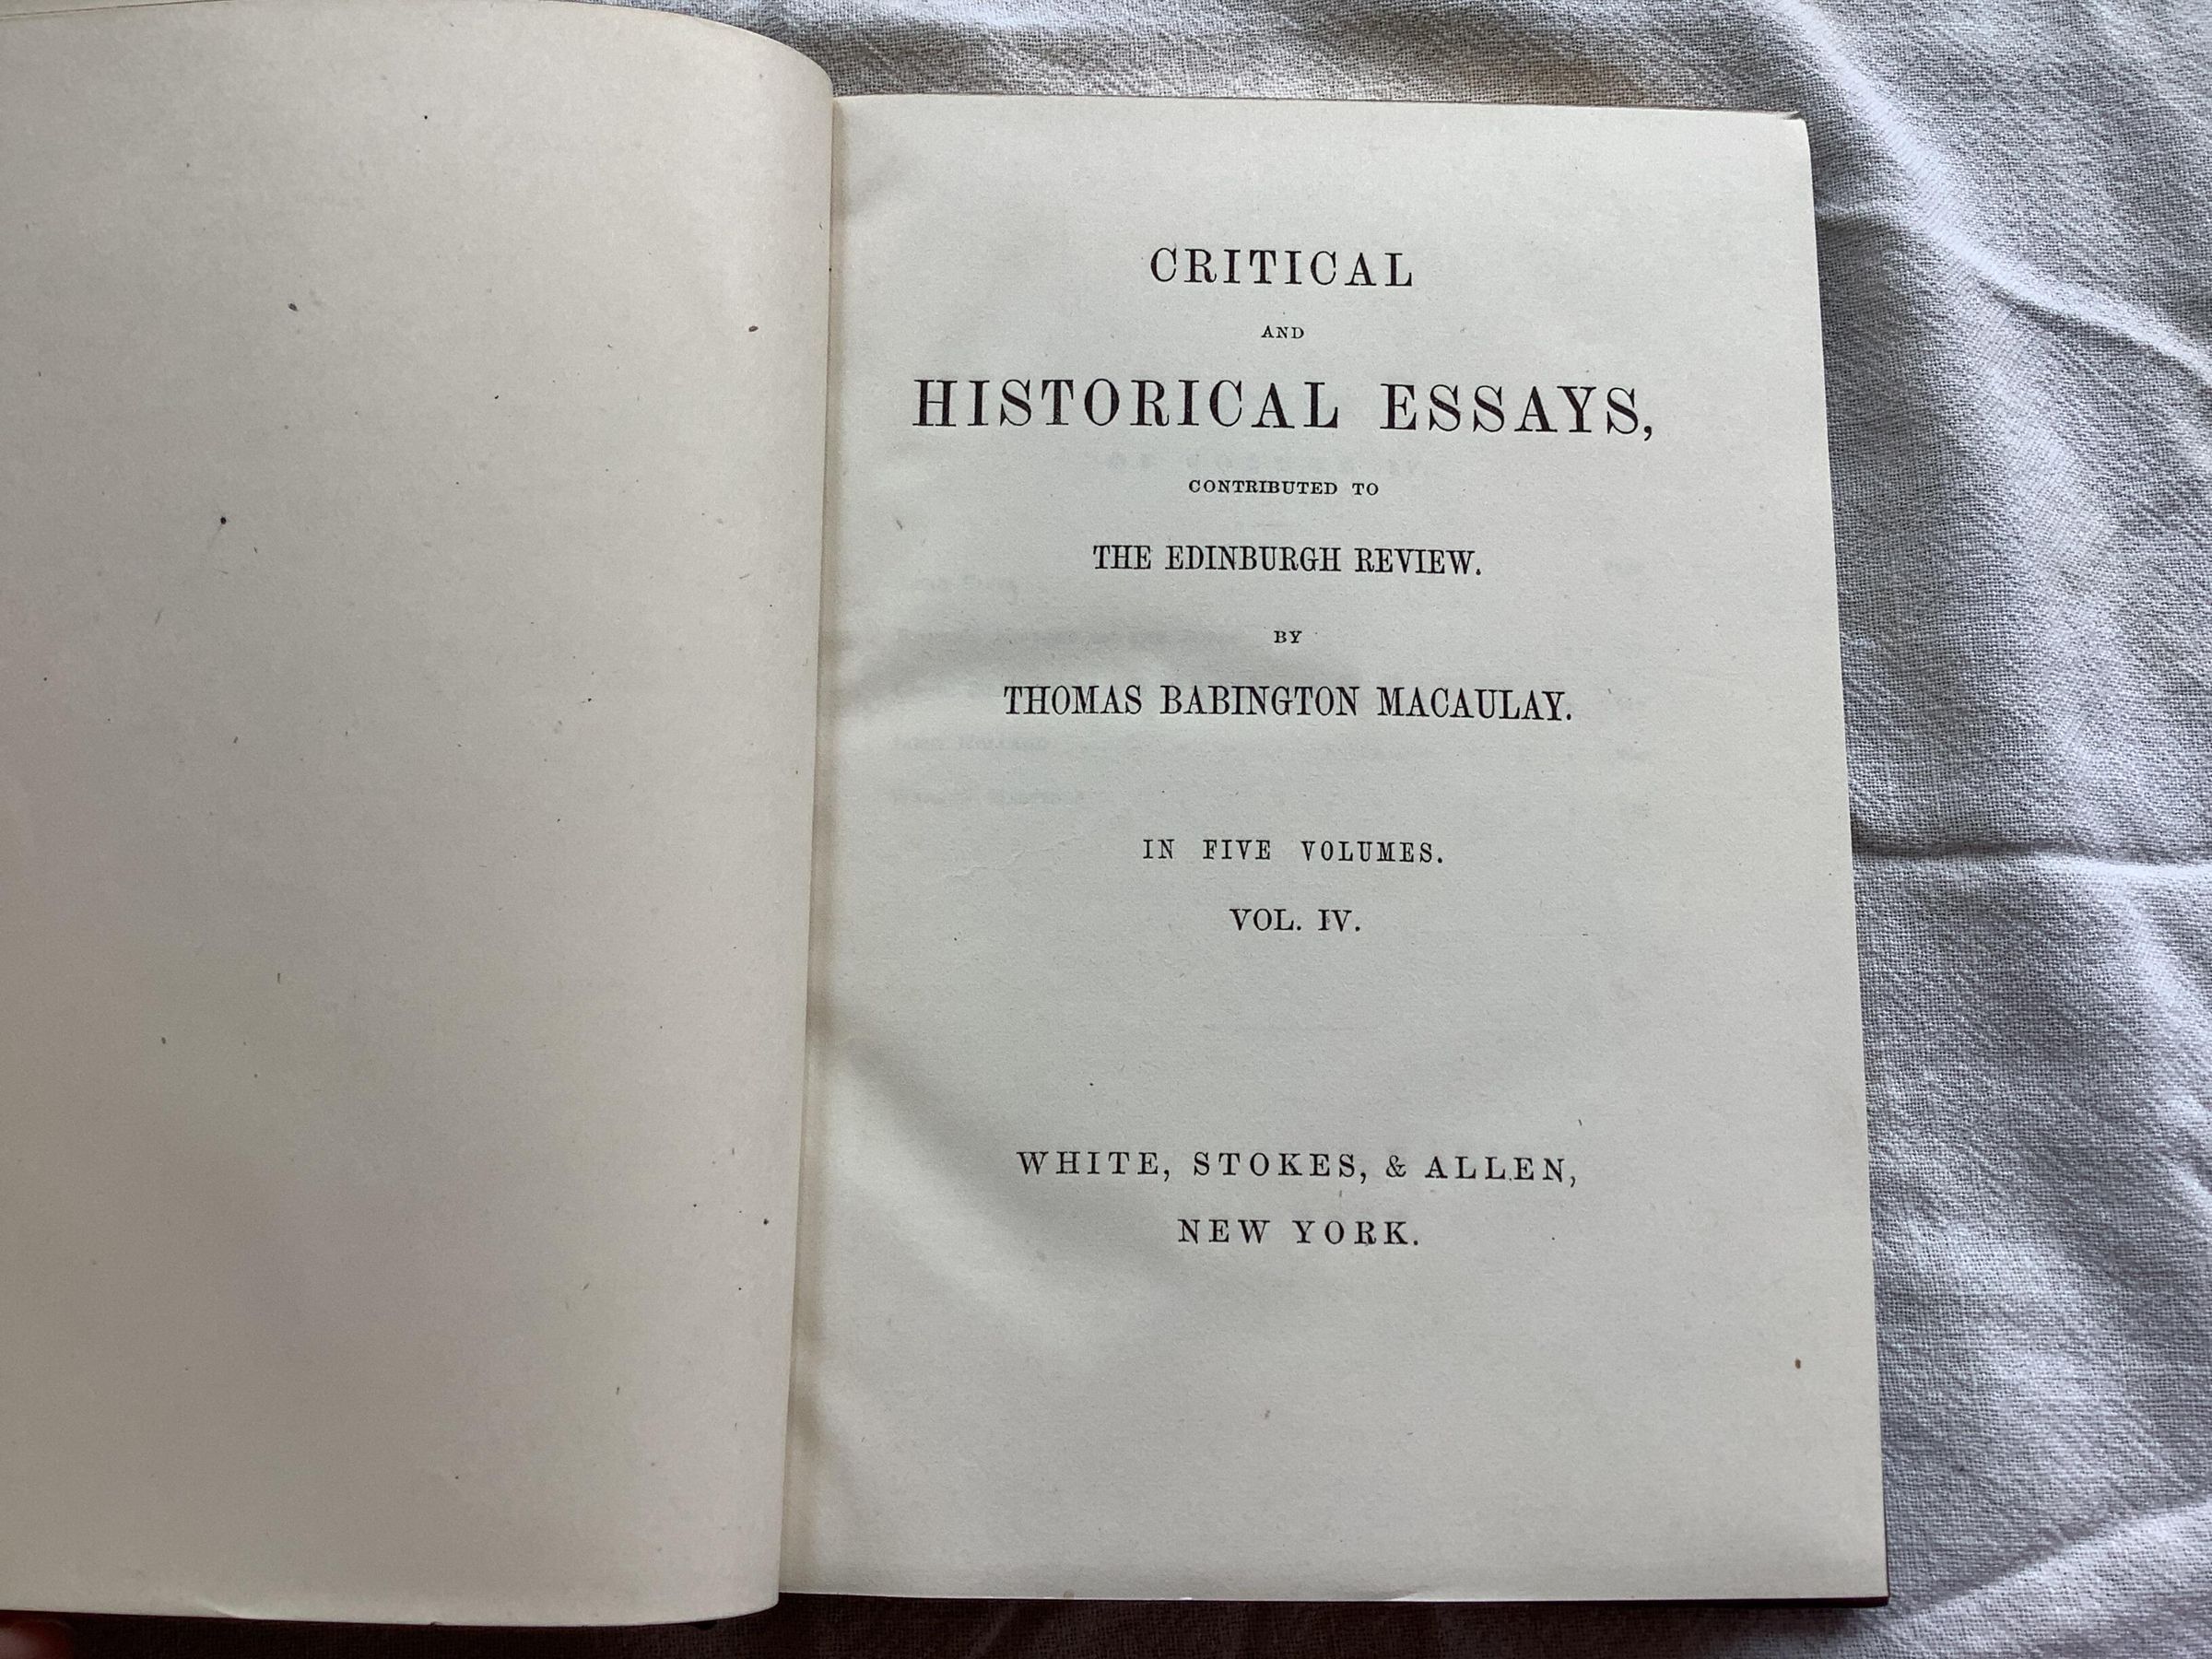 CRITICAL
AND
HISTORICAL ESSAYS,
CONTRIBUTED TO
THE EDINBURGH REVIEW.
BY
THOMAS BABINGTON MACAULAY.
IN FIVE VOLUMES.
VOL. IV.
WHITE, STOKES, & ALLEN,
NEW YORK.